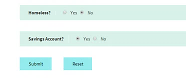 Homeless? Yes No
Savings Account? Yes No
Submit Reset